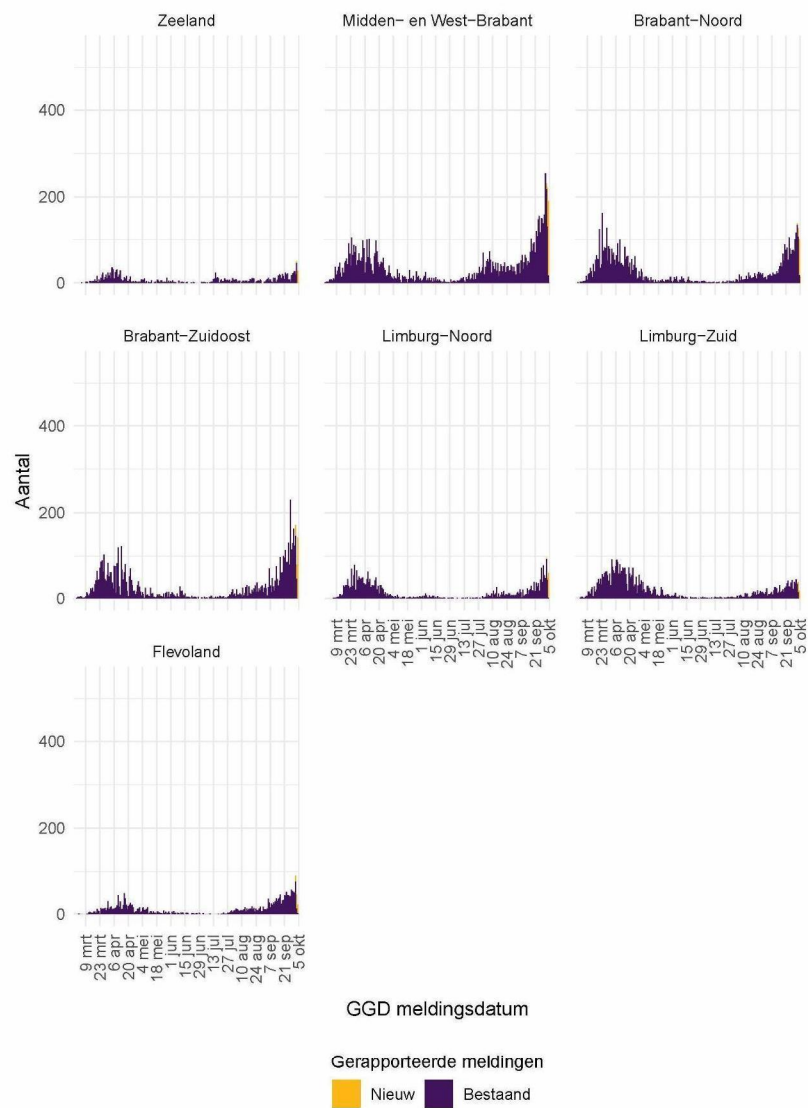 Zeeland
Midden- en West-Brabant
Brabant-Noord
400
200
0
Brabant-Zuidoost
Limburg-Noord
Limburg-Zuid
400
200
0
Aantal
9 mrt
23 mrt
6 apr
20 apr
4 mei
18 mei
1 jun
15 jun
29 jun
13 jul
27 jul
10 aug
24 aug
7 sep
21 sep
5 okt
9 mrt
23 mrt
6 apr
20 apr
4 mei
18 mei
1 jun
15 jun
29 jun
13 jul
27 jul
10 aug
24 aug
7 sep
21 sep
5 okt
Flevoland
400
200
0
9 mrt
23 mrt
6 apr
20 apr
4 mei
18 mei
1 jun
15 jun
29 jun
13 jul
27 jul
10 aug
24 aug
7 sep
21 sep
5 okt
GGD meldingsdatum
Gerapporteerde meldingen
Nieuw
Bestaand